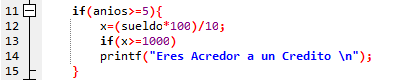 11 if(anios>=5){
12 x=(sueldo*100)/10;
13 if(x>=1000)
14 printf("Eres Acredor a un Credito \n");
15 }